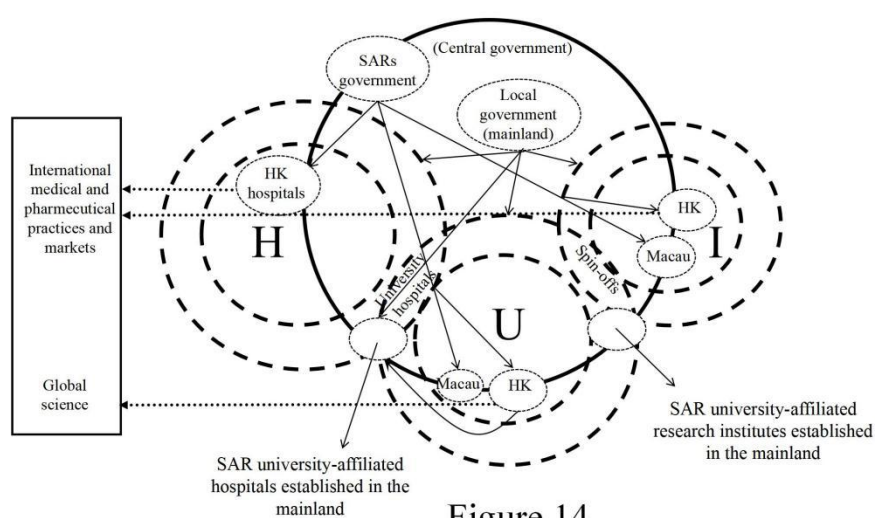 (Central government)
SARs
government
Local
government
(mainland)
International
medical and
pharmecutical
practices and
markets
HK
hospitals
HK
Macau
H
I
University
hospitals
Spin-offs
U
Macau
HK
Global
science
SAR university-affiliated
research institutes established
in the mainland
SAR university-affiliated
hospitals established in the
mainland
Figure 14